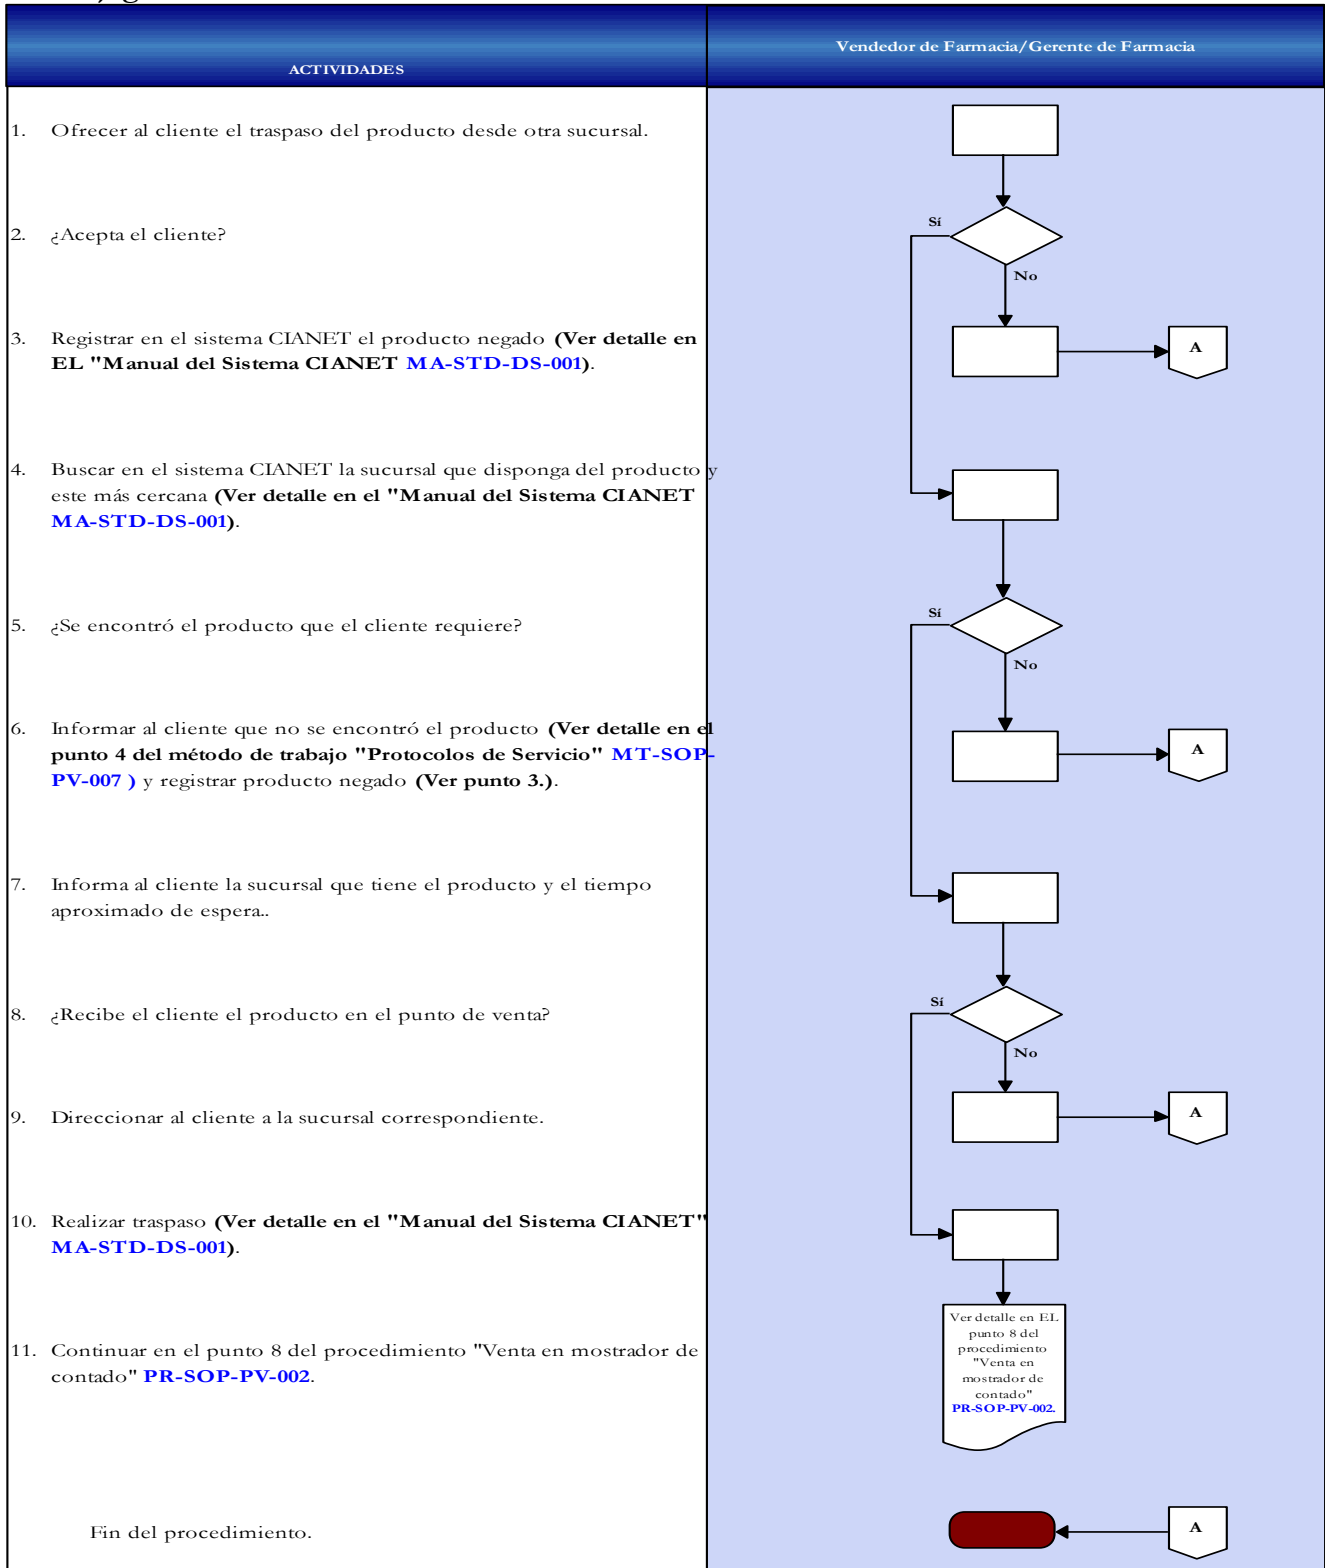 Vendedor de Farmacia/Gerente de Farmacia
ACTIVIDADES
1. Ofrecer al cliente el traspaso del producto desde otra sucursal.
Sí
2. ¿Acepta el cliente?
No
3. Registrar en el sistema CIANET el producto negado (Ver detalle en
EL "Manual del Sistema CIANET MA-STD-DS-001).
A
4. Buscar en el sistema CIANET la sucursal que disponga del producto y
este más cercana (Ver detalle en el "Manual del Sistema CIANET
MA-STD-DS-001).
Sí
5. ¿Se encontró el producto que el cliente requiere?
No
6. Informar al cliente que no se encontró el producto (Ver detalle en el
punto 4 del método de trabajo "Protocolos de Servicio" MT-SOP-
PV-007 ) y registrar producto negado (Ver punto 3.).
A
7. Informa al cliente la sucursal que tiene el producto y el tiempo
aproximado de espera..
Sí
8. ¿Recibe el cliente el producto en el punto de venta?
No
9. Direccionar al cliente a la sucursal correspondiente.
A
10. Realizar traspaso (Ver detalle en el "Manual del Sistema CIANET"
MA-STD-DS-001).
11. Continuar en el punto 8 del procedimiento "Venta en mostrador de
contado" PR-SOP-PV-002.
Ver detalle en EL
punto 8 del
procedimiento
"Venta en
mostrador de
contado"
PR-SOP-PV-002.
Fin del procedimiento.
A